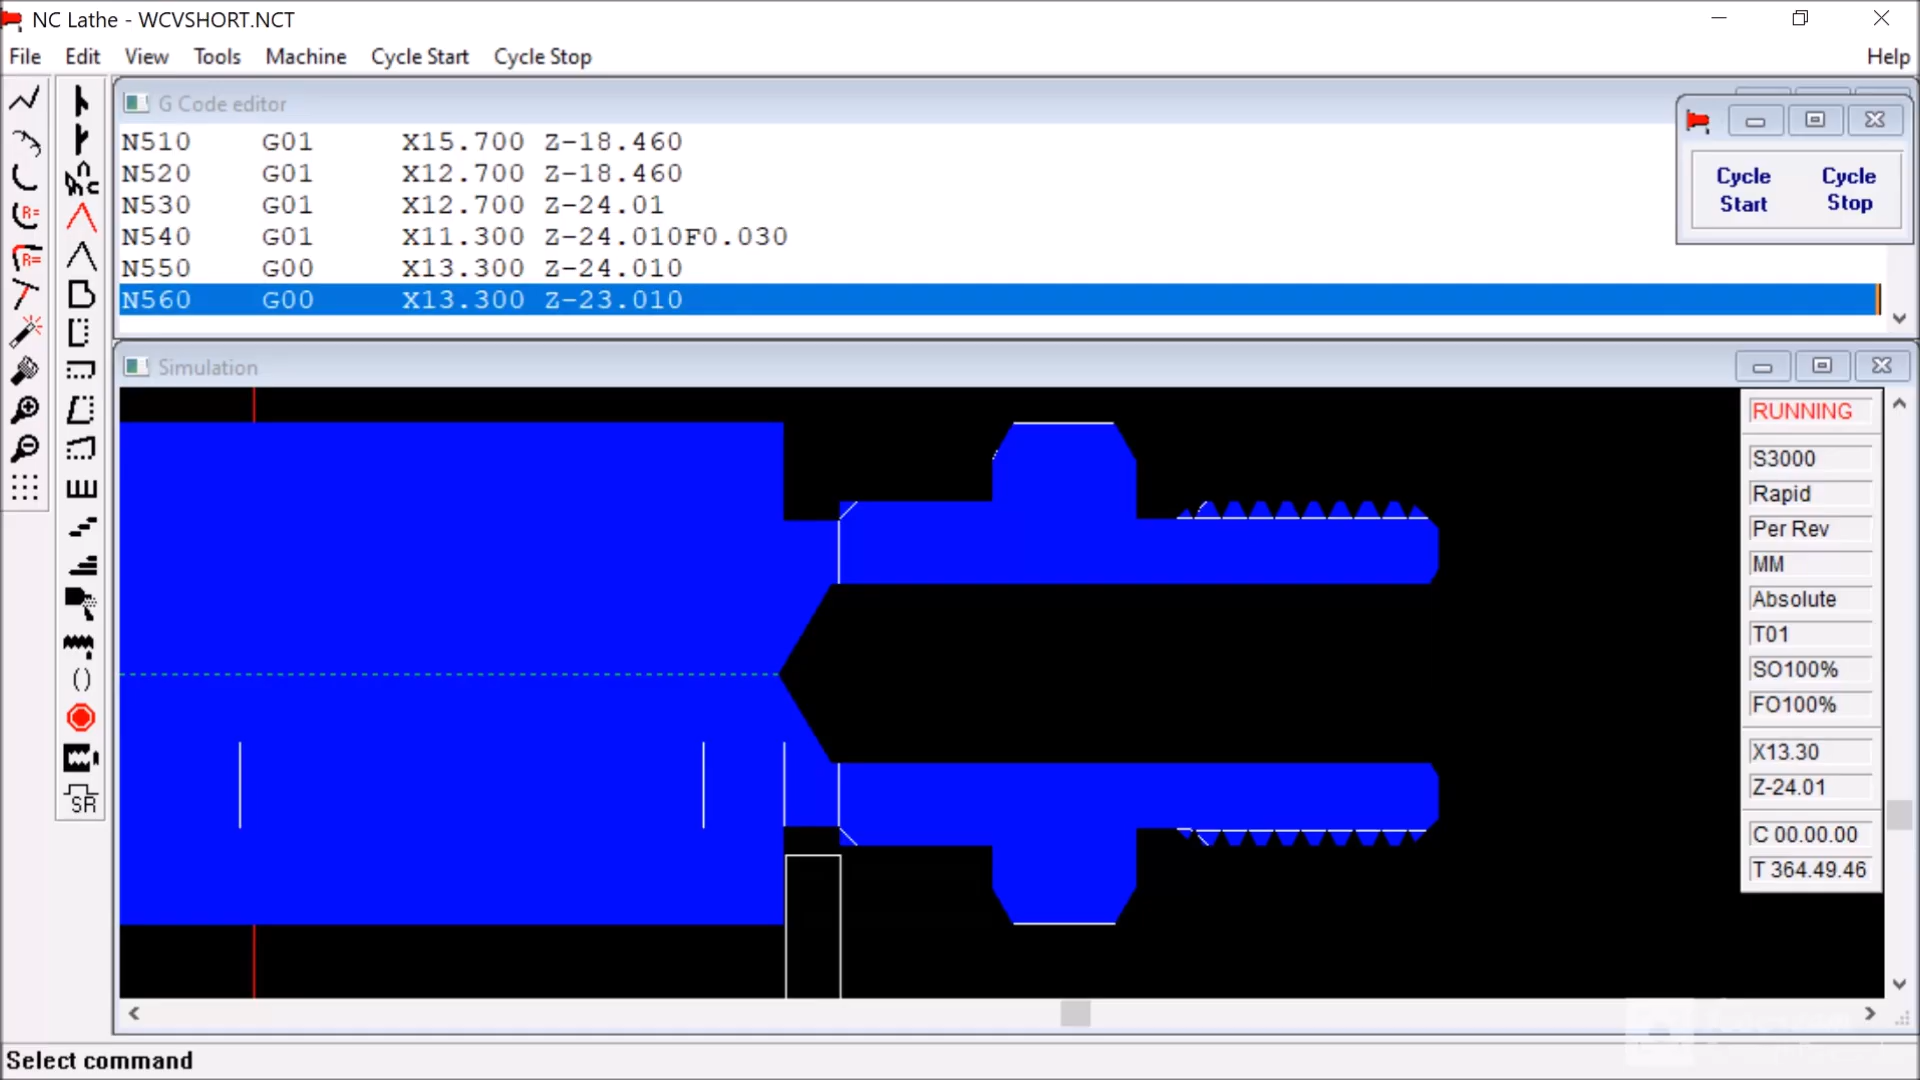 NC Lathe - WCVSHORT.NCT
File Edit View Tools Machine Cycle Start Cycle Stop Help
G Code editor
N510 G01 X15.700 Z-18.460
N520 G01 X12.700 Z-18.460
N530 G01 X12.700 Z-24.01
N540 G01 X11.300 Z-24.010F0.030
N550 G00 X13.300 Z-24.010
N560 G00 X13.300 Z-23.010
Cycle Start
Cycle Stop
R=
R=
SR
Simulation
RUNNING
S3000
Rapid
Per Rev
MM
Absolute
T01
SO100%
FO100%
X13.30
Z-24.01
C 00.00.00
T 364.49.46
Select command